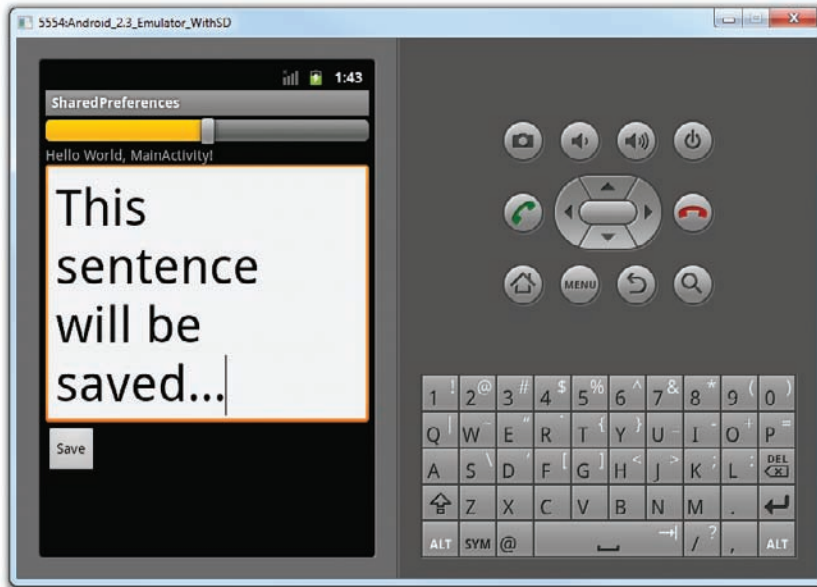 5554:Android_2.3_Emulator_WithSD
1:43
SharedPreferences
Hello World, MainActivity!
This
sentence
will be
saved...
Save
MENU
1 ! 2 @ 3 # 4 $ 5 % 6 ^ 7 & 8 * 9 ( 0 )
Q | W ~ E " R ` T { Y } U _ I - O + P =
A S \ D ' F [ G ] H < J > K ; L : DEL
Z X C V B N M .
ALT SYM @ / ? , ALT